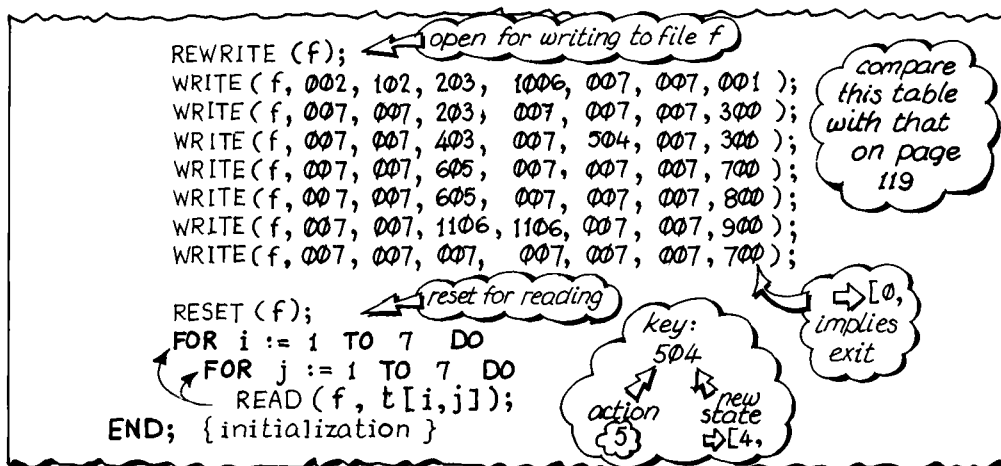 REWRITE (f);
open for writing to file f
WRITE( f, 002, 102, 203, 1006, 007, 007, 001 );
WRITE( f, 007, 007, 203, 007, 007, 007, 300 );
WRITE( f, 007, 007, 403, 007, 504, 007, 300 );
WRITE( f, 007, 007, 605, 007, 007, 007, 700 );
WRITE( f, 007, 007, 605, 007, 007, 007, 800 );
WRITE( f, 007, 007, 1106, 1106, 007, 007, 900 );
WRITE( f, 007, 007, 007, 007, 007, 007, 700 );
compare
this table
with that
on page
119
RESET (f);
reset for reading
FOR i := 1 TO 7 DO
FOR j := 1 TO 7 DO
READ (f, t[i,j]);
END; {initialization}
key:
504
action
5
new
state
⇨[4,
⇨[0,
implies
exit